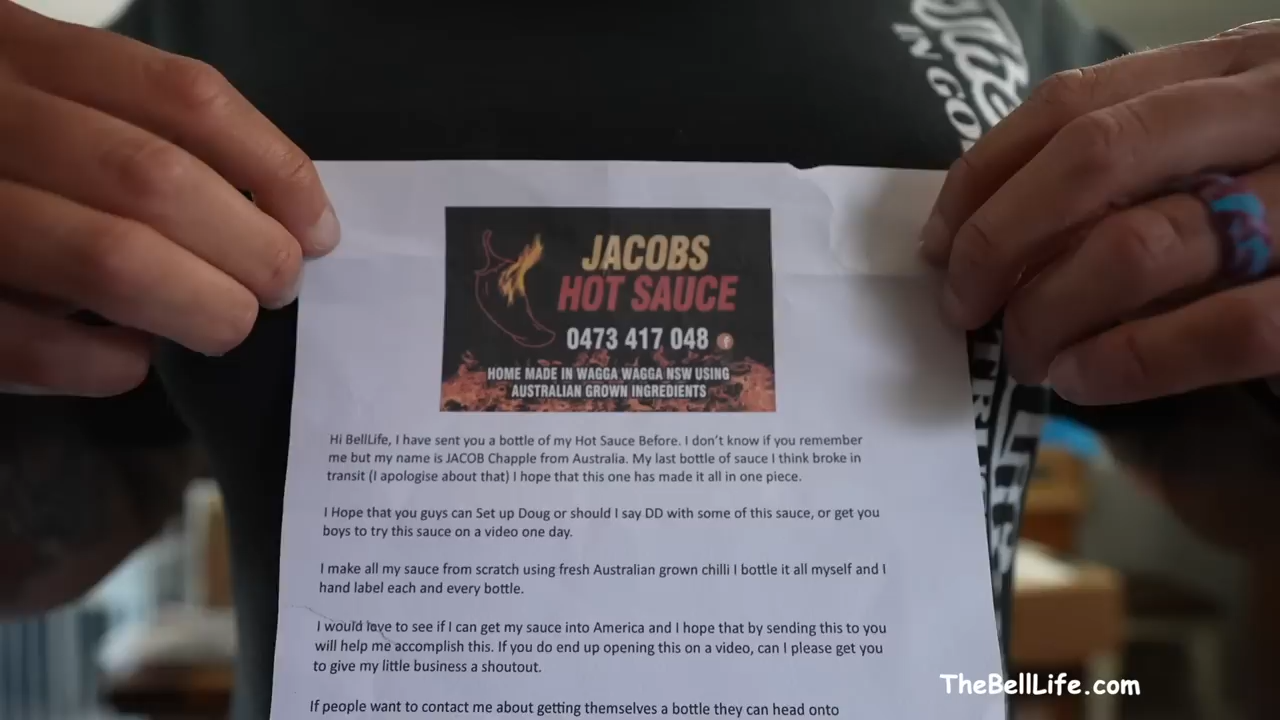 IN GO
JACOBS
HOT SAUCE
0473 417 048 f
HOME MADE IN WAGGA WAGGA NSW USING
AUSTRALIAN GROWN INGREDIENTS
Hi BellLife, I have sent you a bottle of my Hot Sauce Before. I don't know if you remember
me but my name is JACOB Chapple from Australia. My last bottle of sauce I think broke in
transit (I apologise about that) I hope that this one has made it all in one piece.
I Hope that you guys can Set up Doug or should I say DD with some of this sauce, or get you
boys to try this sauce on a video one day.
I make all my sauce from scratch using fresh Australian grown chilli I bottle it all myself and I
hand label each and every bottle.
I would love to see if I can get my sauce into America and I hope that by sending this to you
will help me accomplish this. If you do end up opening this on a video, can I please get you
to give my little business a shoutout.
If people want to contact me about getting themselves a bottle they can head onto
TheBellLife.com